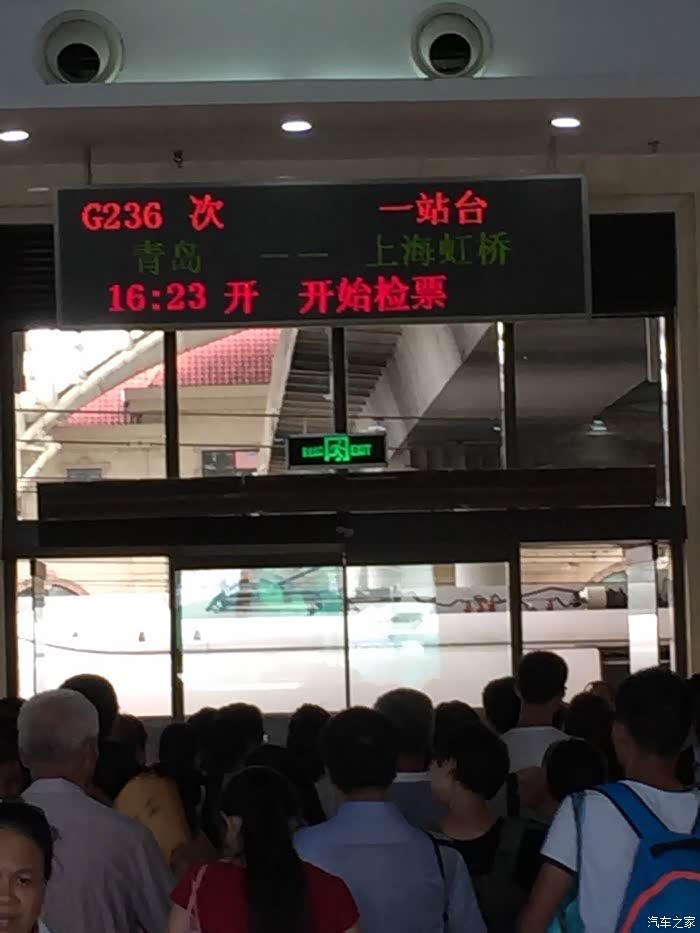 G236 次 一站台
青岛 —— 上海虹桥
16:23 开 开始检票
EXIT
汽车之家